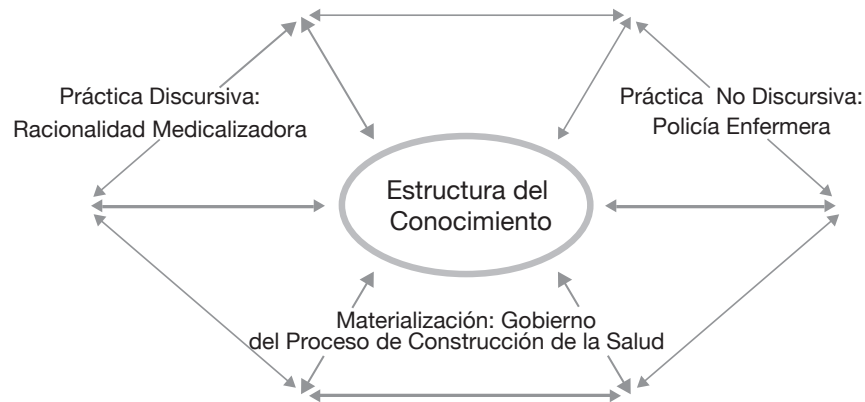 Práctica Discursiva:
Racionalidad Medicalizadora
Práctica No Discursiva:
Policía Enfermera
Estructura del
Conocimiento
Materialización: Gobierno
del Proceso de Construcción de la Salud